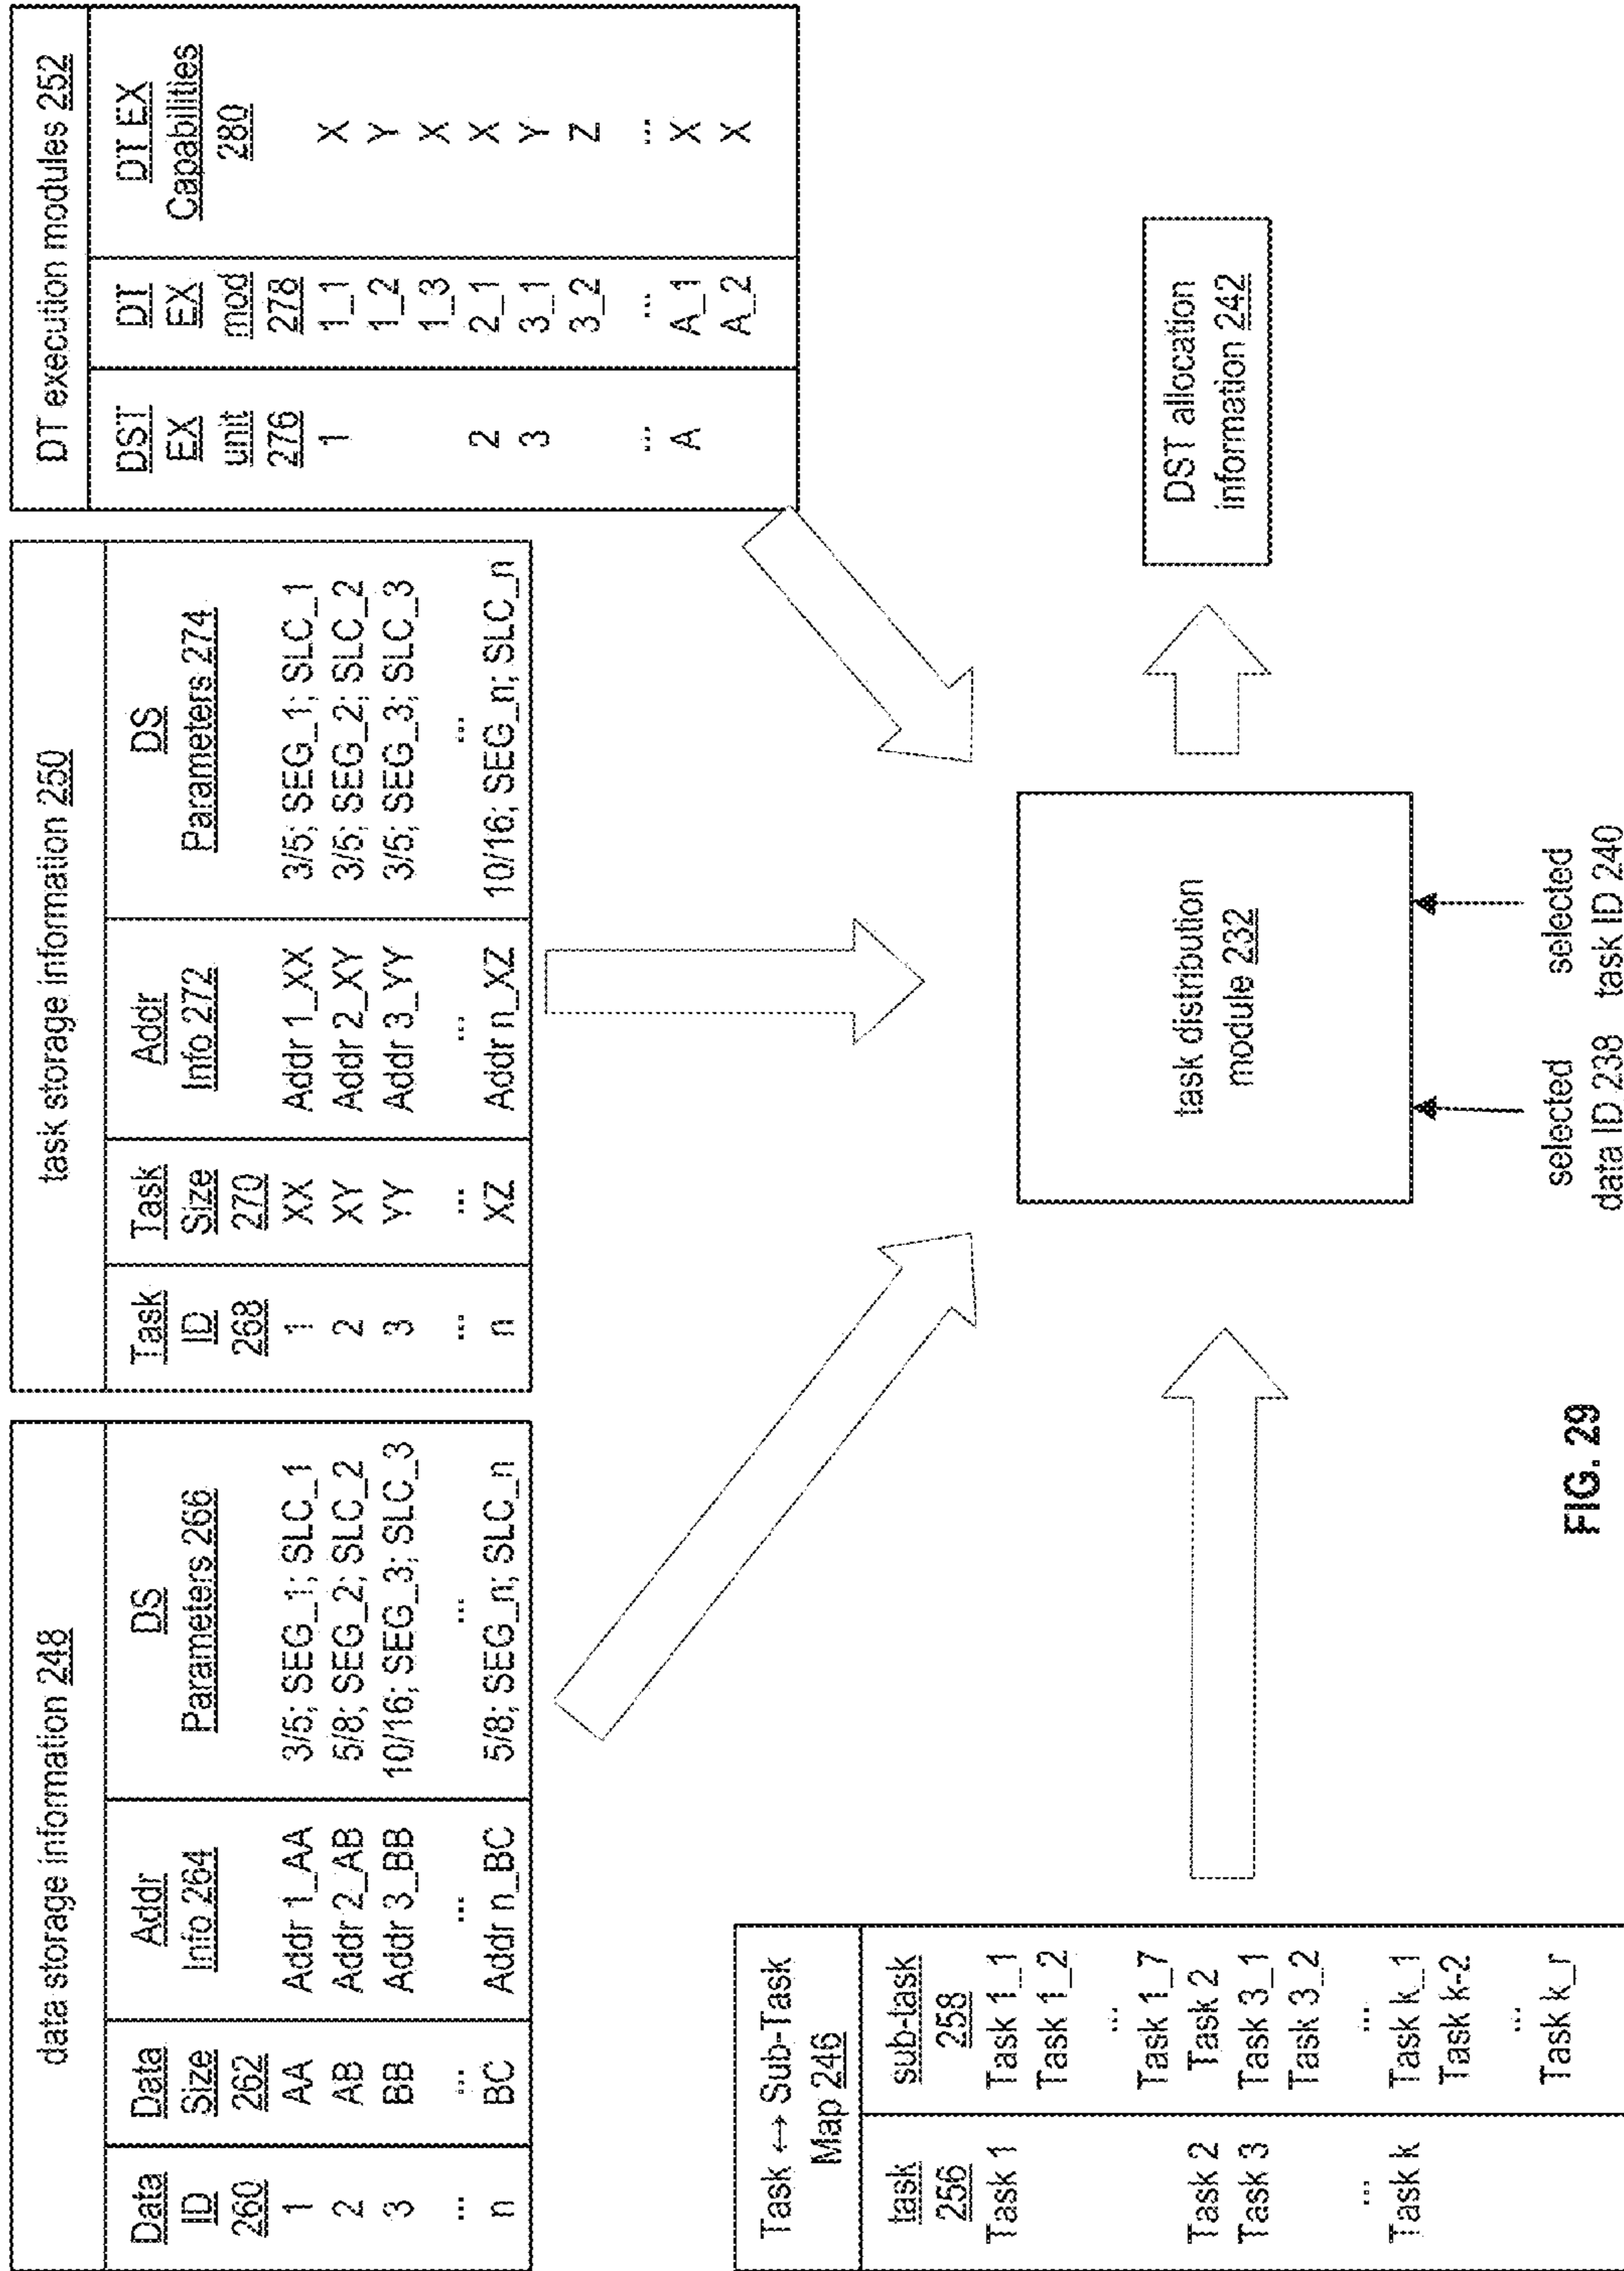 data storage information 248
Data ID 260 | Data Size 262 | Addr Info 264 | DS Parameters 266
1 | AA | Addr 1_AA | 3/5; SEG_1; SLC_1
2 | AB | Addr 2_AB | 5/8; SEG_2; SLC_2
3 | BB | Addr 3_BB | 10/16; SEG_3; SLC_3
... | ... | ... | ...
n | BC | Addr n_BC | 5/8; SEG_n; SLC_n
task storage information 250
Task ID 268 | Task Size 270 | Addr Info 272 | DS Parameters 274
1 | XX | Addr 1_XX | 3/5; SEG_1; SLC_1
2 | XY | Addr 2_XY | 3/5; SEG_2; SLC_2
3 | YY | Addr 3_YY | 3/5; SEG_3; SLC_3
... | ... | ... | ...
n | XZ | Addr n_XZ | 10/16; SEG_n; SLC_n
DT execution modules 252
DST EX unit 276 | DT EX mod 278 | DT EX Capabilities 280
1 | 1_1 | X
1_2 | Y
1_3 | X
2 | 2_1 | X
3 | 3_1 | Y
3_2 | Z
... | ... | ...
A | A_1 | X
A_2 | X
Task ↔ Sub-Task
Map 246
task 256 | sub-task 258
Task 1 | Task 1_1
Task 1_2
...
Task 1_7
Task 2 | Task 2
Task 3 | Task 3_1
Task 3_2
... | ...
Task k | Task k_1
Task k-2
...
Task k_r
task distribution
module 232
DST allocation
information 242
selected
data ID 238
selected
task ID 240
FIG. 29